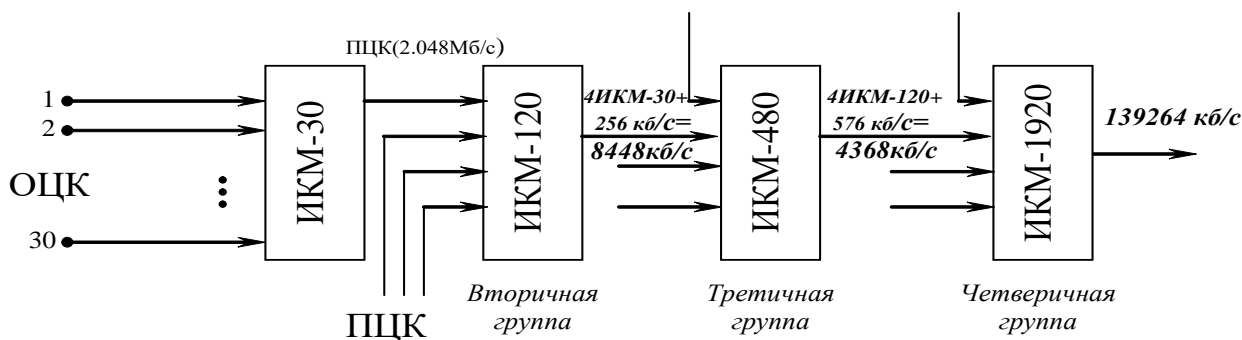 ПЦК(2.048Мб/с)
1
2
ОЦК
30
ИКМ-30
ПЦК
ИКМ-120
Вторичная
группа
4ИКМ-30+
256 кб/с=
8448кб/с
ИКМ-480
Третичная
группа
4ИКМ-120+
576 кб/с=
4368кб/с
ИКМ-1920
Четверичная
группа
139264 кб/с